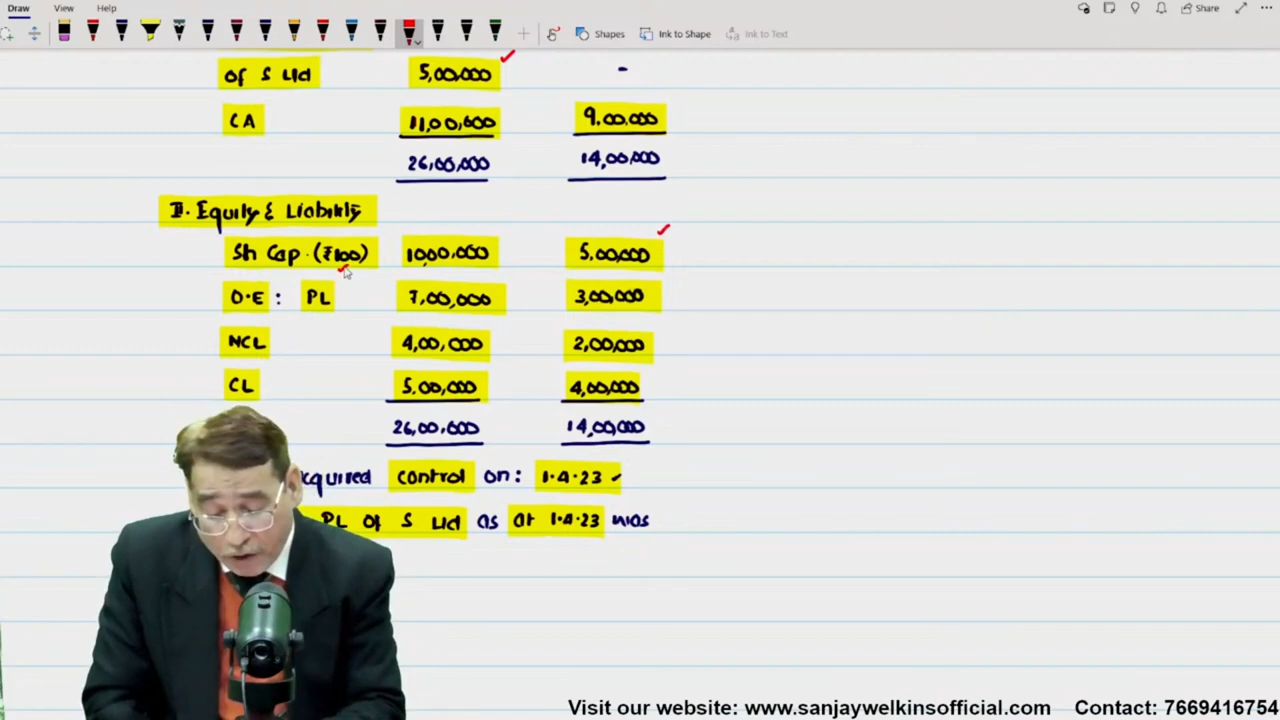 Draw View Help Share
Shapes Ink to Shape Ink to Text
of S Ltd 5,00,000 -
CA 11,00,000 9,00,000
26,00,000 14,00,000
II. Equity & Liability
Sh Cap. (₹100) 10,00,000 5,00,000
O.E : PL 7,00,000 3,00,000
NCL 4,00,000 2,00,000
CL 5,00,000 4,00,000
26,00,000 14,00,000
control on : 1.4.23
PL of S Ltd as at 1.4.23 was
Visit our website: www.sanjaywelkinsofficial.com Contact: 7669416754